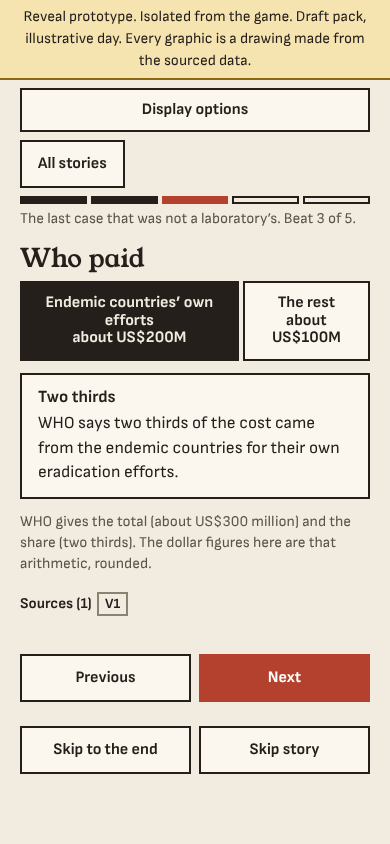 Reveal prototype. Isolated from the game. Draft pack,
illustrative day. Every graphic is a drawing made from
the sourced data.
Display options
All stories
The last case that was not a laboratory’s. Beat 3 of 5.
Who paid
Endemic countries’ own
efforts
about US$200M
The rest
about
US$100M
Two thirds
WHO says two thirds of the cost came
from the endemic countries for their own
eradication efforts.
WHO gives the total (about US$300 million) and the
share (two thirds). The dollar figures here are that
arithmetic, rounded.
Sources (1) V1
Previous
Next
Skip to the end
Skip story